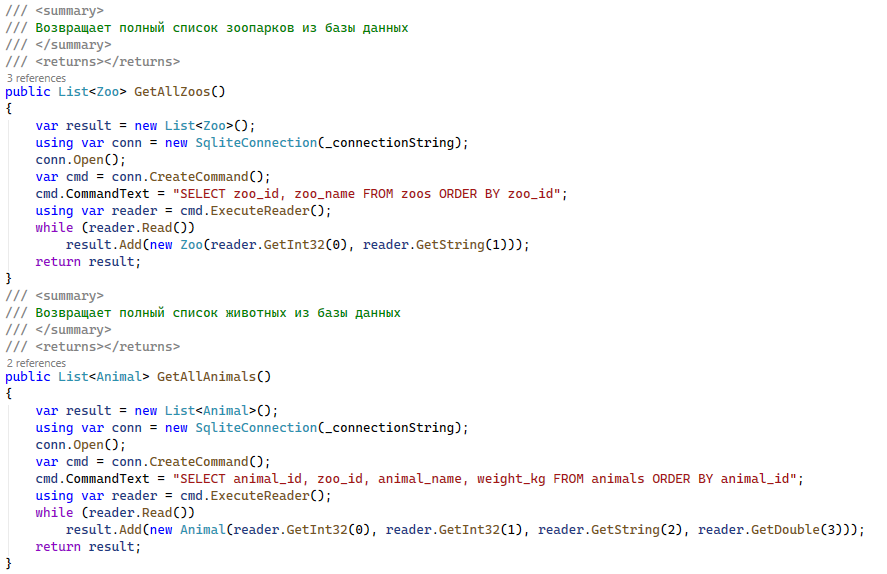 /// <summary>
/// Возвращает полный список зоопарков из базы данных
/// </summary>
/// <returns></returns>
3 references
public List<Zoo> GetAllZoos()
{
    var result = new List<Zoo>();
    using var conn = new SqliteConnection(_connectionString);
    conn.Open();
    var cmd = conn.CreateCommand();
    cmd.CommandText = "SELECT zoo_id, zoo_name FROM zoos ORDER BY zoo_id";
    using var reader = cmd.ExecuteReader();
    while (reader.Read())
        result.Add(new Zoo(reader.GetInt32(0), reader.GetString(1)));
    return result;
}
/// <summary>
/// Возвращает полный список животных из базы данных
/// </summary>
/// <returns></returns>
2 references
public List<Animal> GetAllAnimals()
{
    var result = new List<Animal>();
    using var conn = new SqliteConnection(_connectionString);
    conn.Open();
    var cmd = conn.CreateCommand();
    cmd.CommandText = "SELECT animal_id, zoo_id, animal_name, weight_kg FROM animals ORDER BY animal_id";
    using var reader = cmd.ExecuteReader();
    while (reader.Read())
        result.Add(new Animal(reader.GetInt32(0), reader.GetInt32(1), reader.GetString(2), reader.GetDouble(3)));
    return result;
}